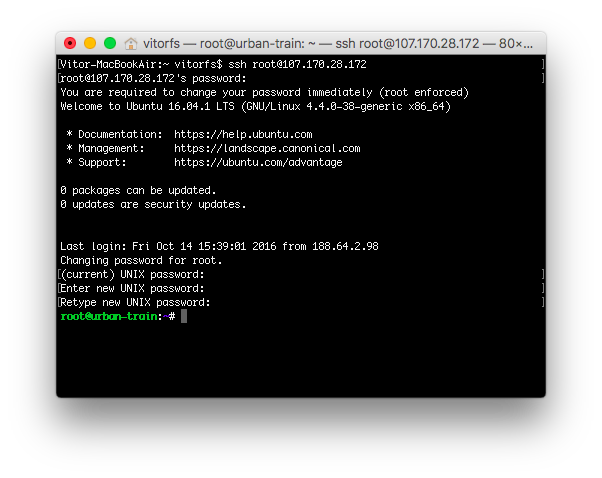 vitorfs — root@urban-train: ~ — ssh root@107.170.28.172 — 80×...
[Vitor-MacBookAir:~ vitorfs$ ssh root@107.170.28.172 ]
[root@107.170.28.172's password: ]
You are required to change your password immediately (root enforced)
Welcome to Ubuntu 16.04.1 LTS (GNU/Linux 4.4.0-38-generic x86_64)
* Documentation: https://help.ubuntu.com
* Management: https://landscape.canonical.com
* Support: https://ubuntu.com/advantage
0 packages can be updated.
0 updates are security updates.
Last login: Fri Oct 14 15:39:01 2016 from 188.64.2.98
Changing password for root.
[(current) UNIX password: ]
[Enter new UNIX password: ]
[Retype new UNIX password: ]
root@urban-train:~#